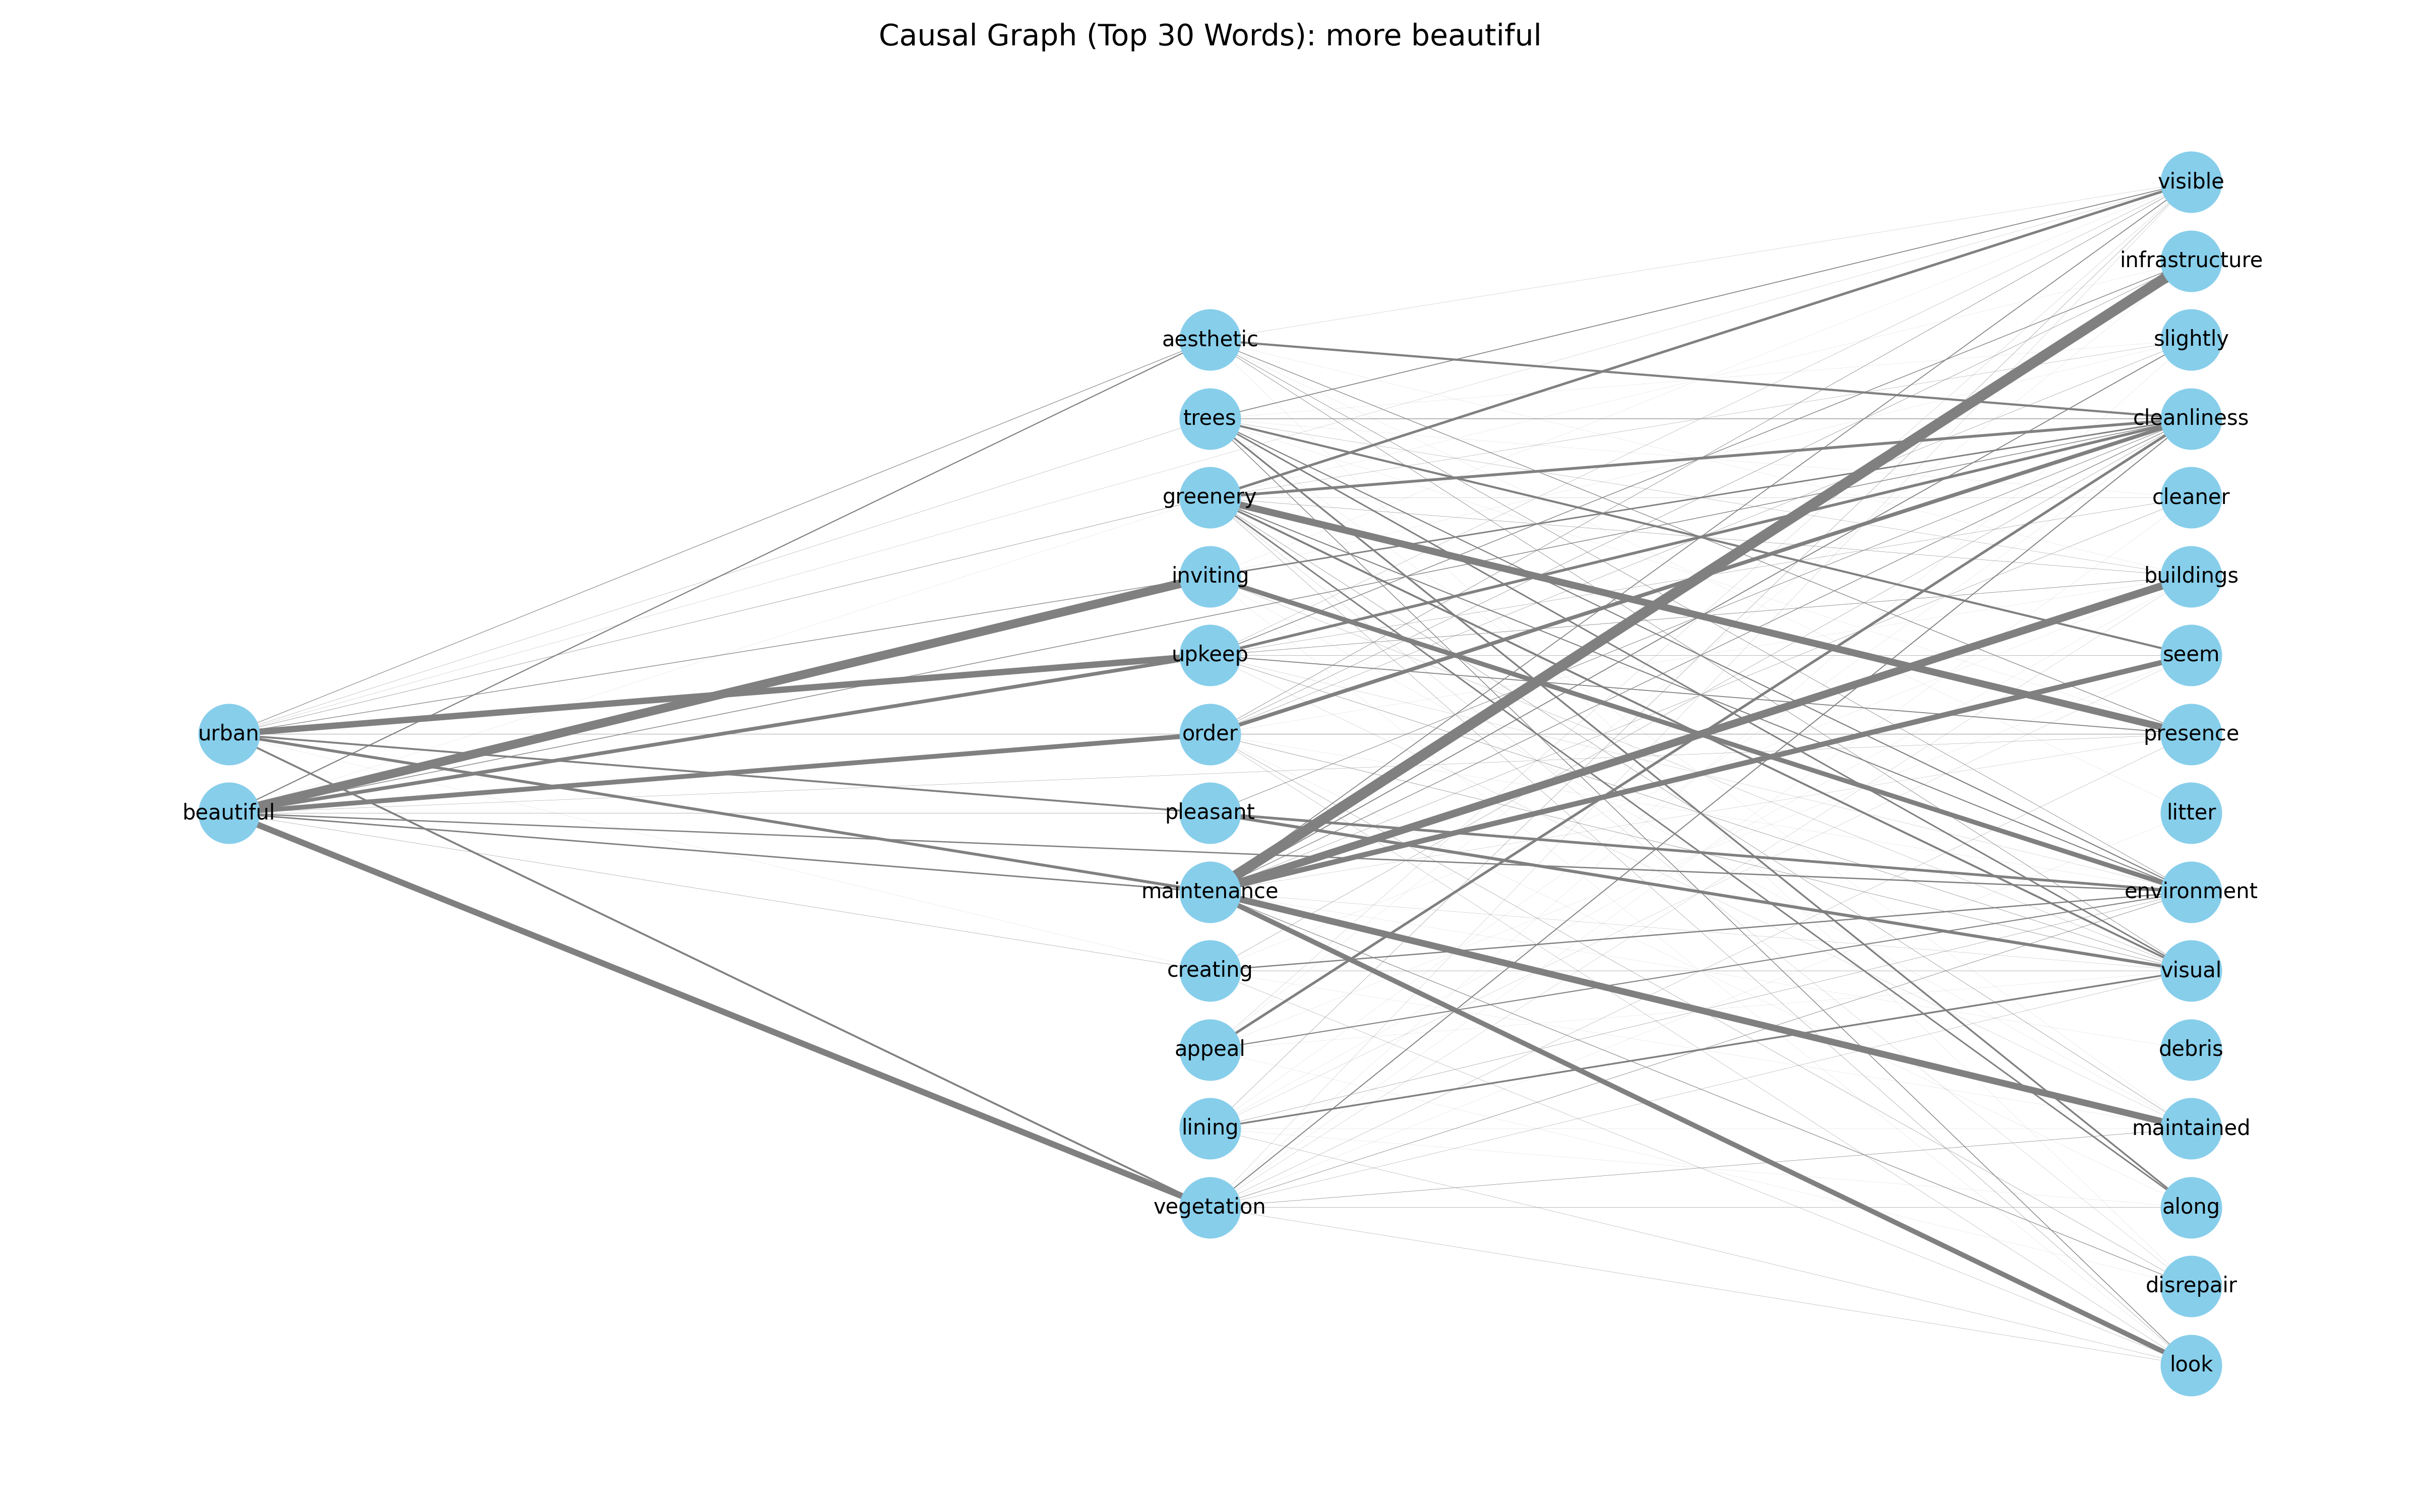 Causal Graph (Top 30 Words): more beautiful
urban
beautiful
aesthetic
trees
greenery
inviting
upkeep
order
pleasant
maintenance
creating
appeal
lining
vegetation
visible
infrastructure
slightly
cleanliness
cleaner
buildings
seem
presence
litter
environment
visual
debris
maintained
along
disrepair
look